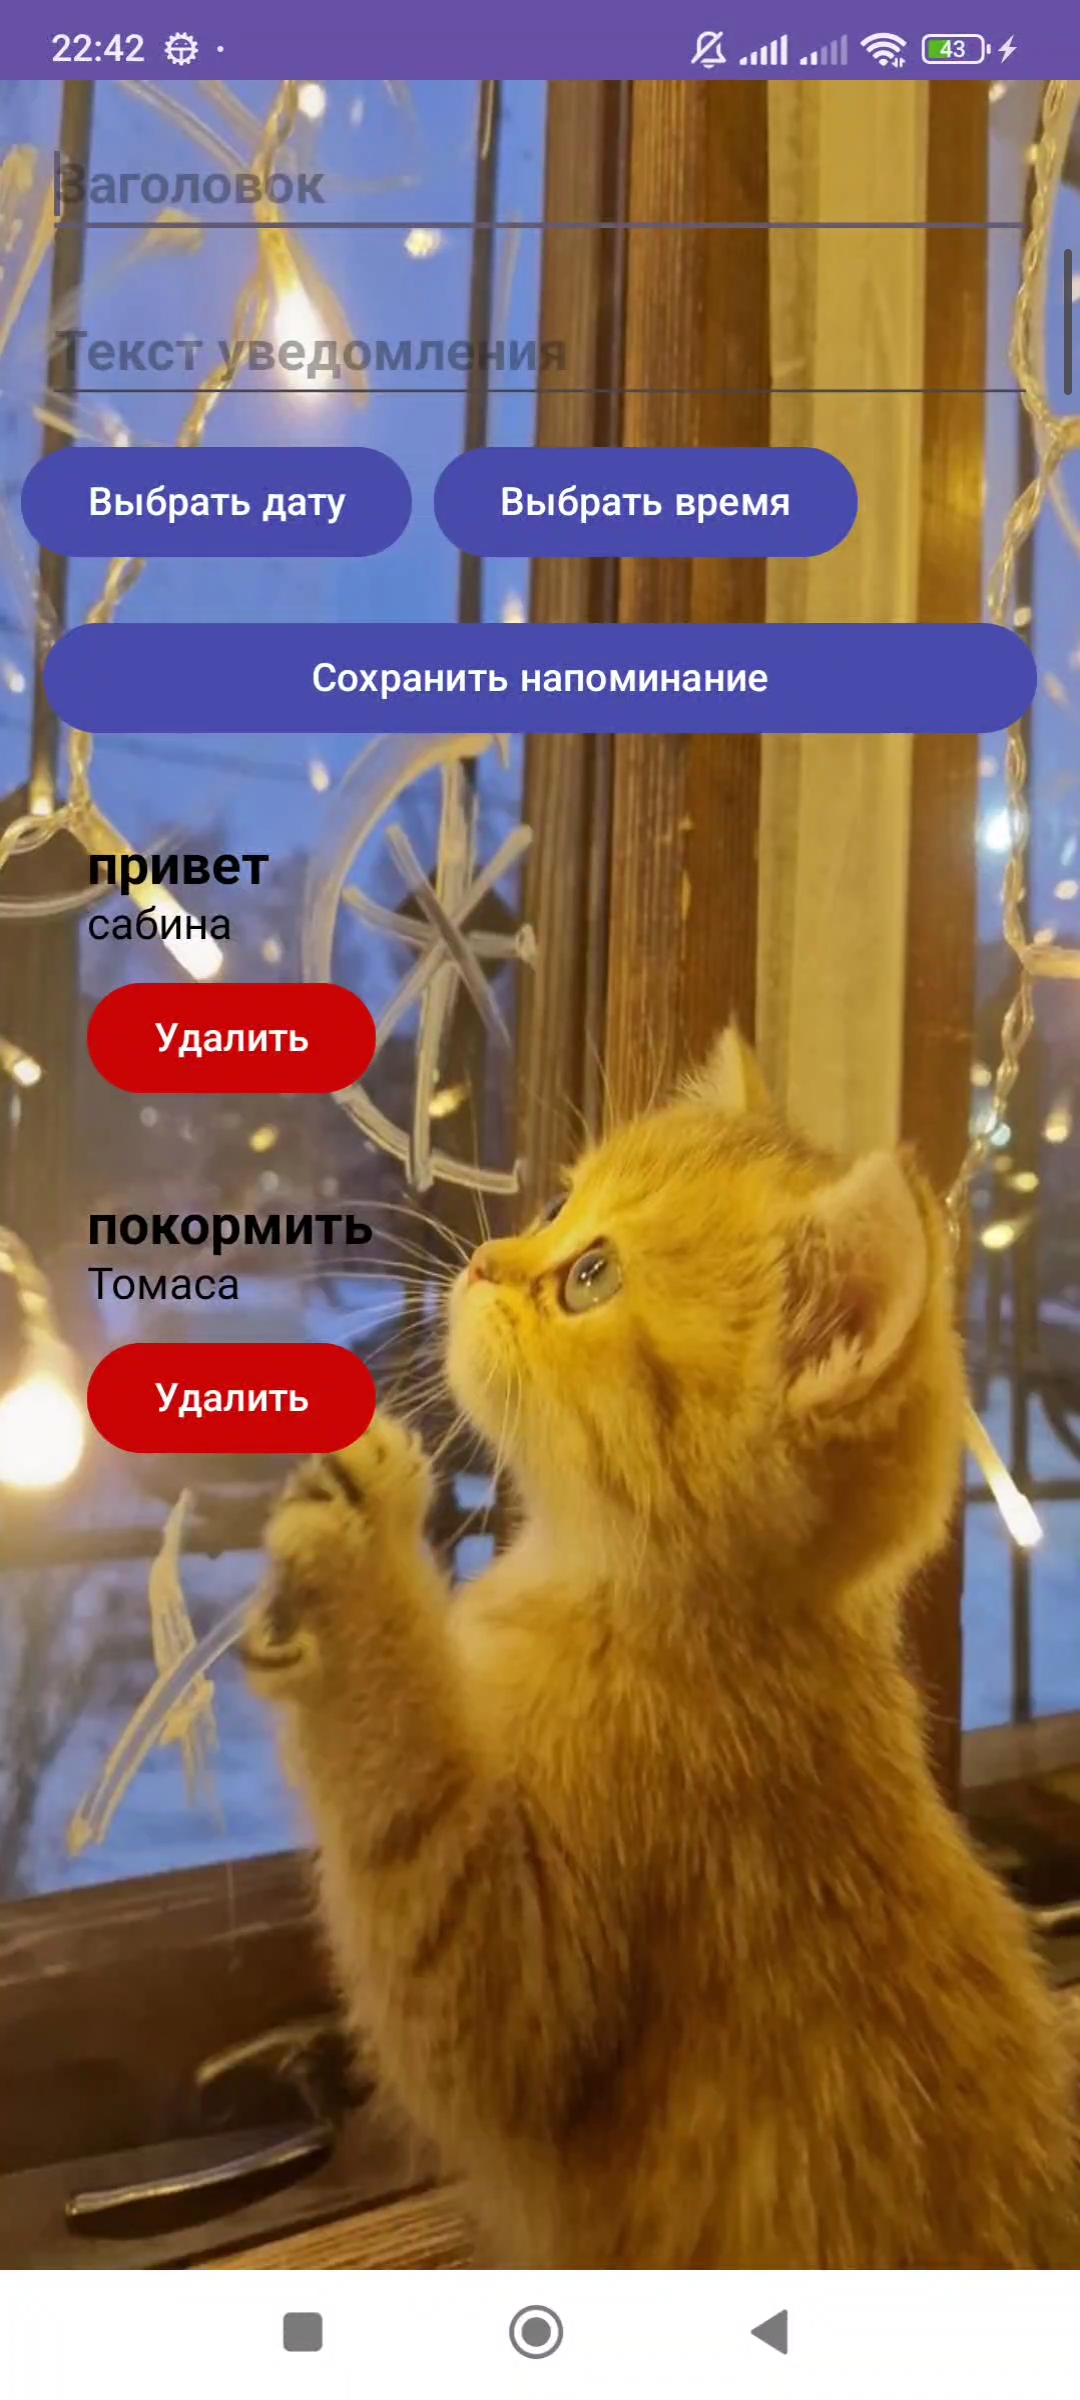 22:42
43
Заголовок
Текст уведомления
Выбрать дату
Выбрать время
Сохранить напоминание
привет
сабина
Удалить
покормить
Томаса
Удалить